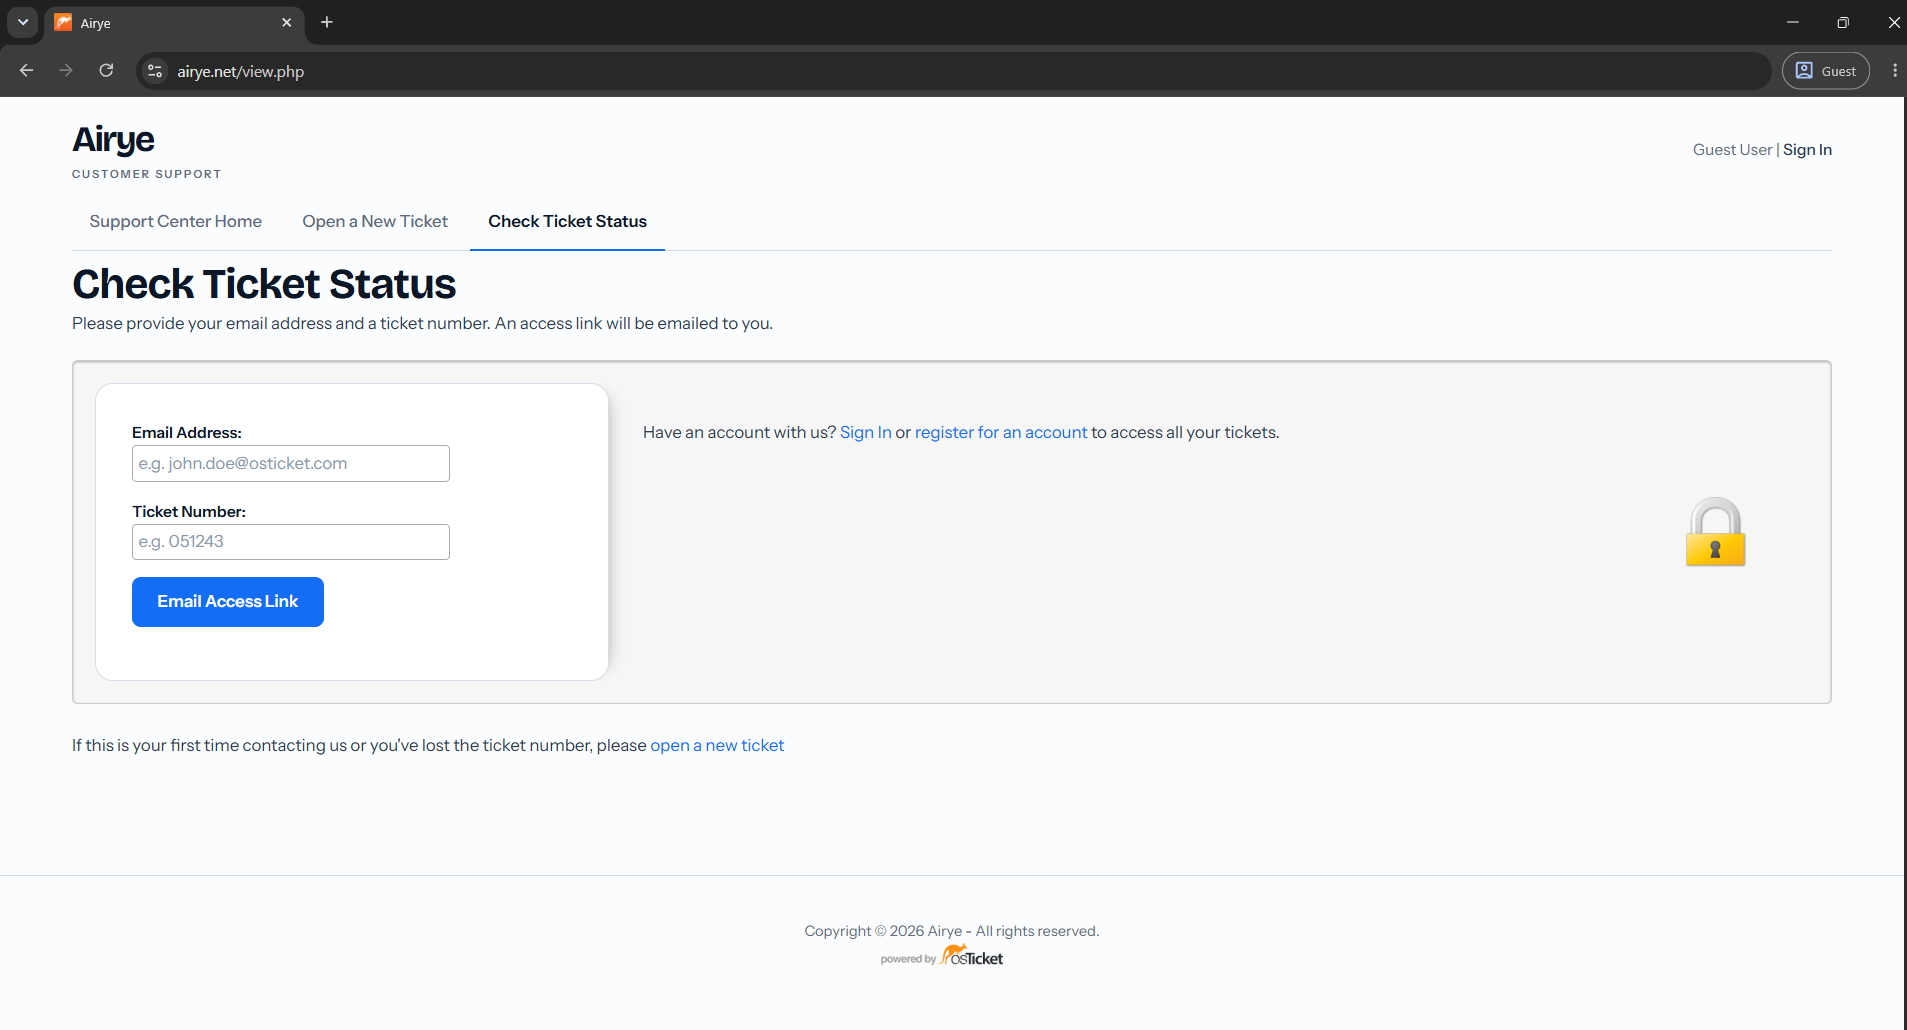 Airye
airye.net/view.php
Guest
Airye
CUSTOMER SUPPORT
Guest User | Sign In
Support Center Home
Open a New Ticket
Check Ticket Status
Check Ticket Status
Please provide your email address and a ticket number. An access link will be emailed to you.
Email Address:
e.g. john.doe@osticket.com
Ticket Number:
e.g. 051243
Email Access Link
Have an account with us? Sign In or register for an account to access all your tickets.
If this is your first time contacting us or you've lost the ticket number, please open a new ticket
Copyright © 2026 Airye - All rights reserved.
powered by osTicket